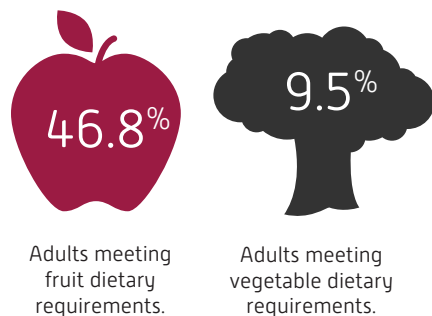 46.8%
9.5%
Adults meeting
fruit dietary
requirements.
Adults meeting
vegetable dietary
requirements.